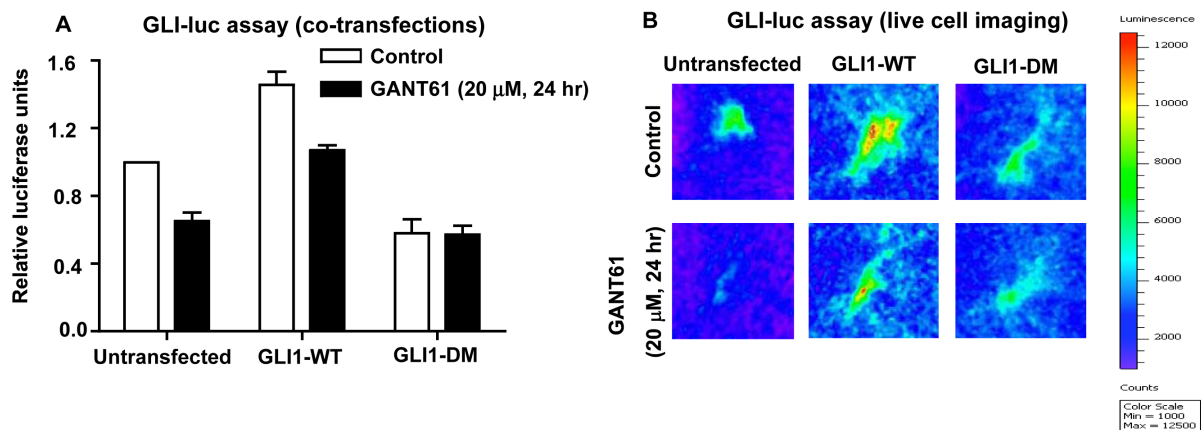 A
GLI-luc assay (co-transfections)
Control
GANT61 (20 μM, 24 hr)
Relative luciferase units
1.6
1.2
0.8
0.4
0.0
Untransfected
GLI1-WT
GLI1-DM
B
GLI-luc assay (live cell imaging)
Untransfected
GLI1-WT
GLI1-DM
Control
GANT61
(20 μM, 24 hr)
Luminescence
12000
10000
8000
6000
4000
2000
Counts
Color Scale
Min = 1000
Max = 12500